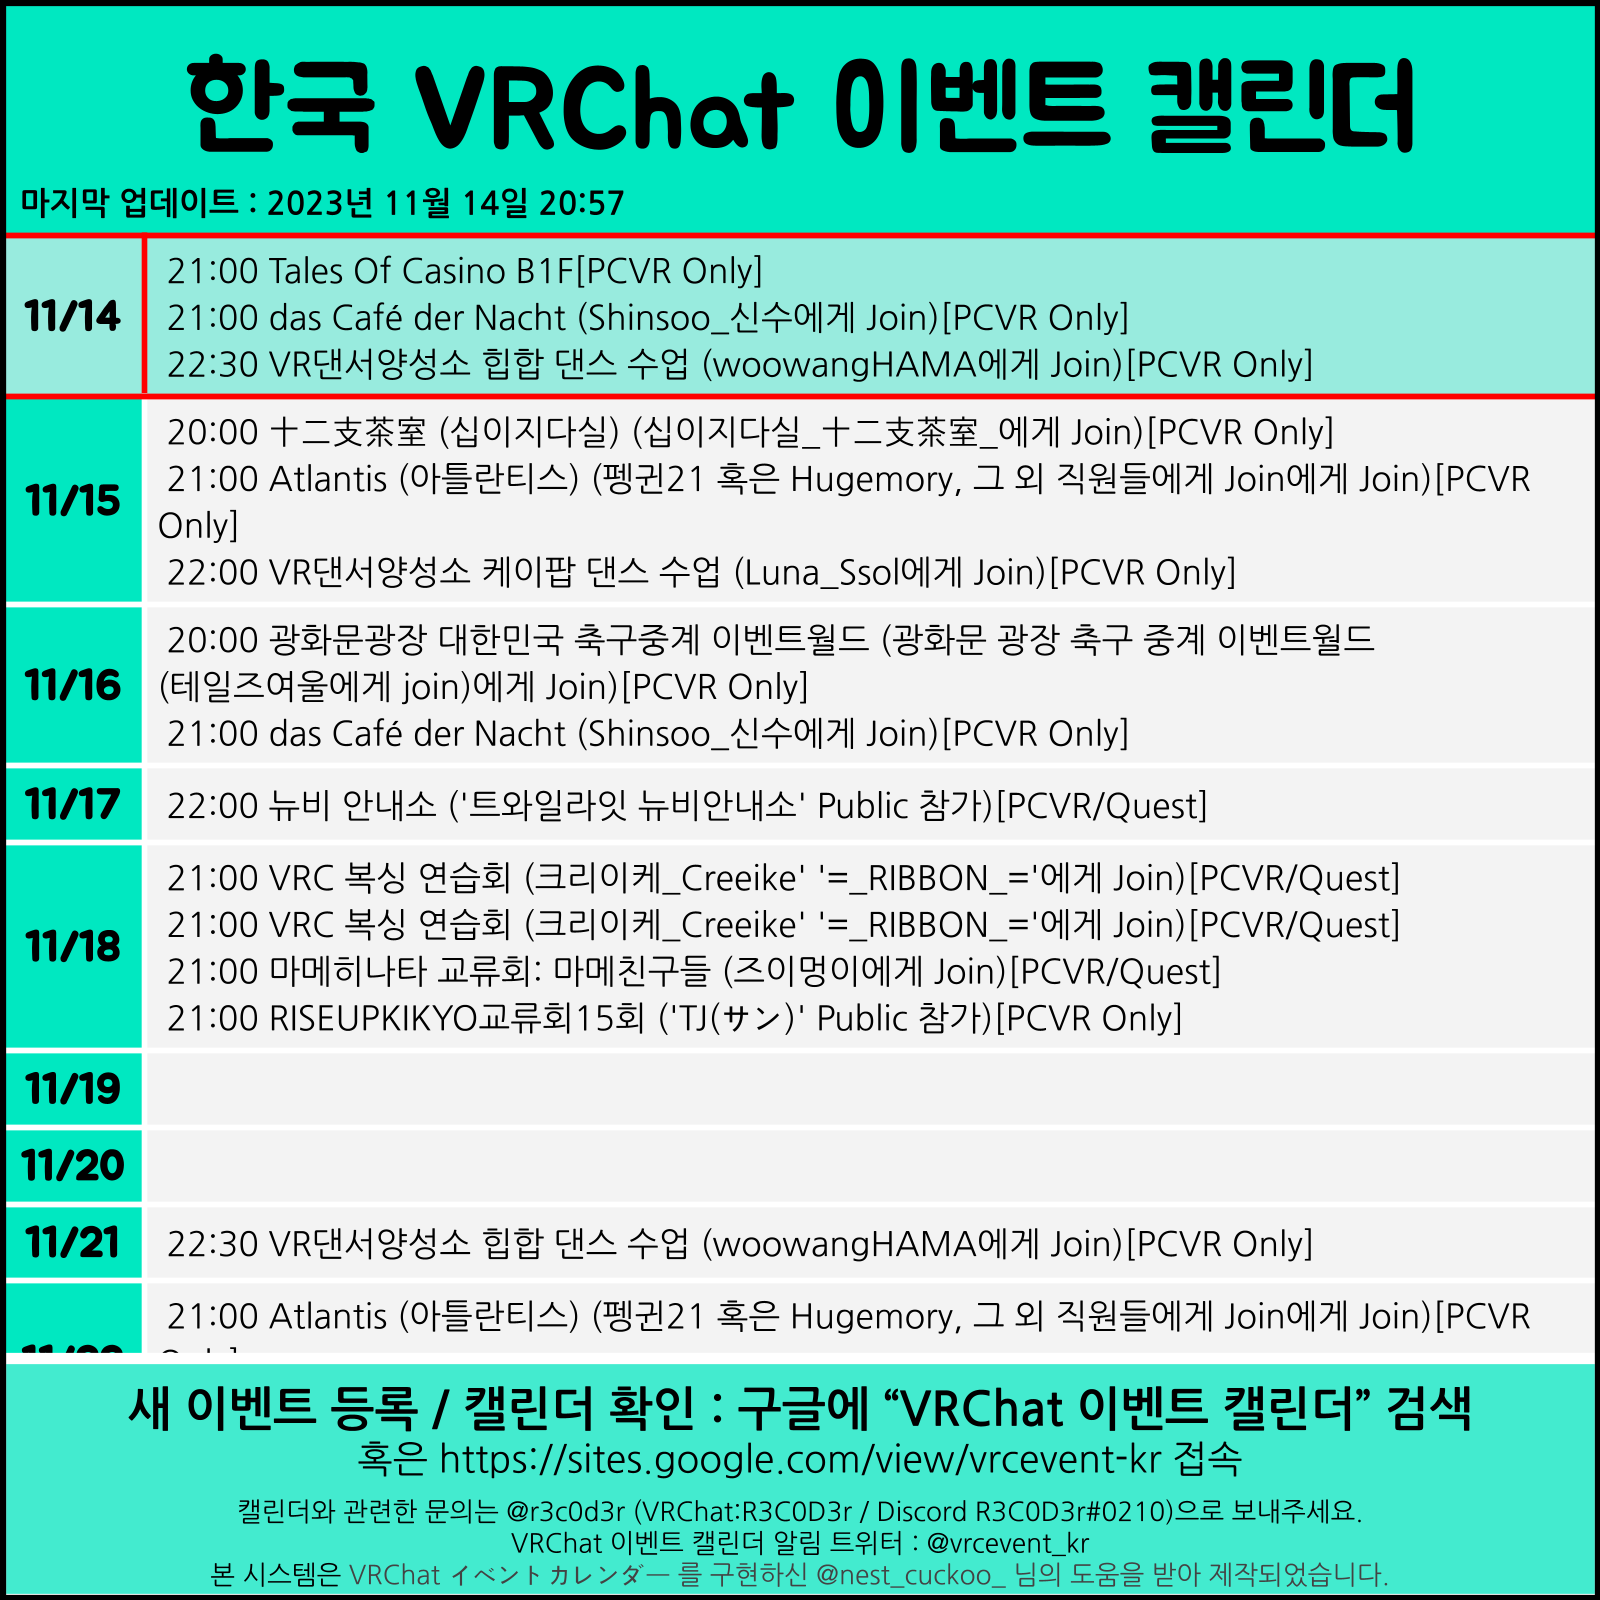 한국 VRChat 이벤트 캘린더
마지막 업데이트 : 2023년 11월 14일 20:57
11/14
21:00 Tales Of Casino B1F[PCVR Only]
21:00 das Café der Nacht (Shinsoo_신수에게 Join)[PCVR Only]
22:30 VR댄서양성소 힙합 댄스 수업 (woowangHAMA에게 Join)[PCVR Only]
11/15
20:00 十二支茶室 (십이지다실) (십이지다실_十二支茶室_에게 Join)[PCVR Only]
21:00 Atlantis (아틀란티스) (펭귄21 혹은 Hugemory, 그 외 직원들에게 Join에게 Join)[PCVR
Only]
22:00 VR댄서양성소 케이팝 댄스 수업 (Luna_Ssol에게 Join)[PCVR Only]
11/16
20:00 광화문광장 대한민국 축구중계 이벤트월드 (광화문 광장 축구 중계 이벤트월드
(테일즈여울에게 join)에게 Join)[PCVR Only]
21:00 das Café der Nacht (Shinsoo_신수에게 Join)[PCVR Only]
11/17
22:00 뉴비 안내소 ('트와일라잇 뉴비안내소' Public 참가)[PCVR/Quest]
11/18
21:00 VRC 복싱 연습회 (크리이케_Creeike' '=_RIBBON_='에게 Join)[PCVR/Quest]
21:00 VRC 복싱 연습회 (크리이케_Creeike' '=_RIBBON_='에게 Join)[PCVR/Quest]
21:00 마메히나타 교류회: 마메친구들 (즈이멍이에게 Join)[PCVR/Quest]
21:00 RISEUPKIKYO교류회15회 ('TJ(サン)' Public 참가)[PCVR Only]
11/19
11/20
11/21
22:30 VR댄서양성소 힙합 댄스 수업 (woowangHAMA에게 Join)[PCVR Only]
21:00 Atlantis (아틀란티스) (펭귄21 혹은 Hugemory, 그 외 직원들에게 Join에게 Join)[PCVR
새 이벤트 등록 / 캘린더 확인 : 구글에 “VRChat 이벤트 캘린더” 검색
혹은 https://sites.google.com/view/vrcevent-kr 접속
캘린더와 관련한 문의는 @r3c0d3r (VRChat:R3C0D3r / Discord R3C0D3r#0210)으로 보내주세요.
VRChat 이벤트 캘린더 알림 트위터 : @vrcevent_kr
본 시스템은 VRChat イベントカレンダー 를 구현하신 @nest_cuckoo_ 님의 도움을 받아 제작되었습니다.